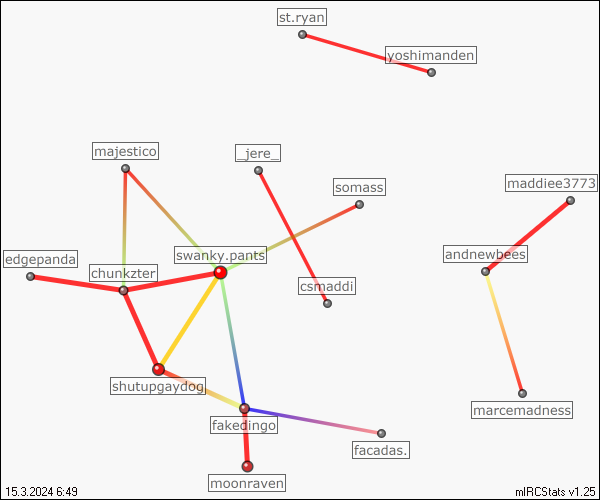 st.ryan
yoshimanden
majestico
_jere_
somass
maddiee3773
swanky.pants
andnewbees
edgepanda
chunkzter
csmaddi
shutupgaydog
marcemadness
fakedingo
facadas.
moonraven
15.3.2024 6:49
mIRCStats v1.25